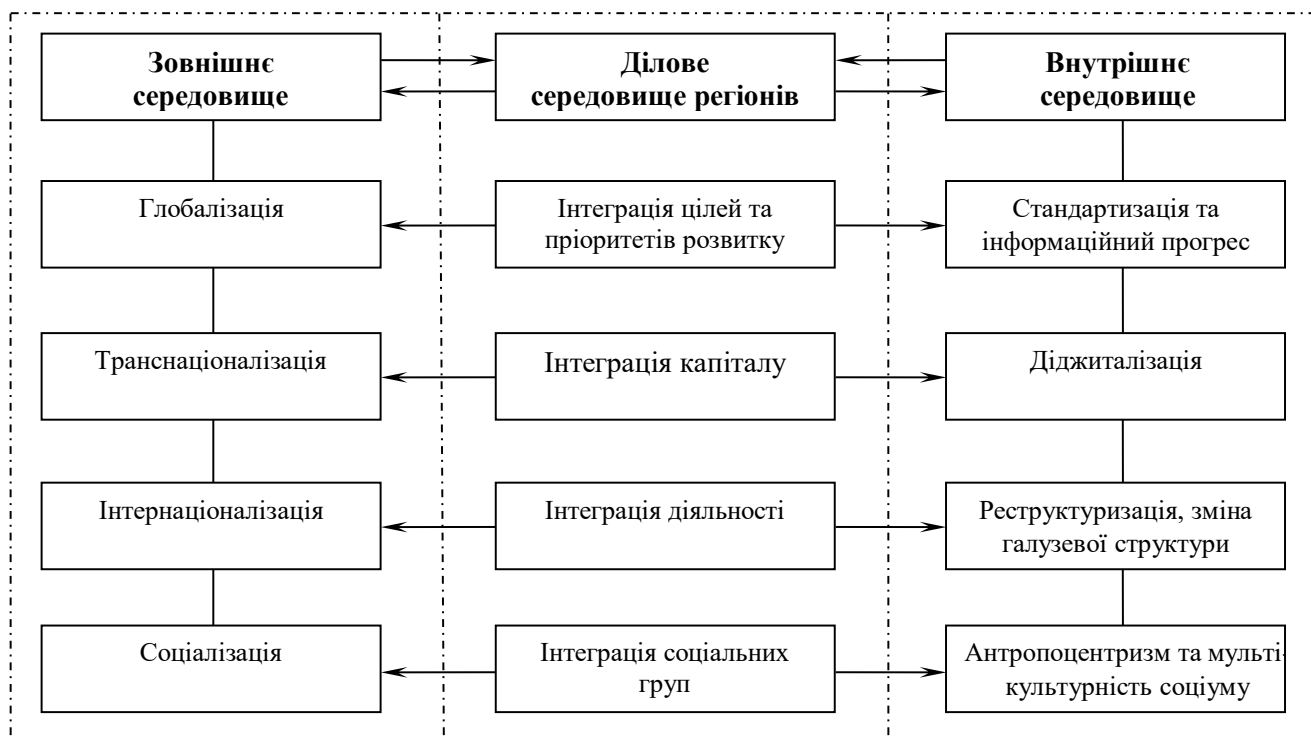 Зовнішнє
середовище
Ділове
середовище регіонів
Внутрішнє
середовище
Глобалізація
Інтеграція цілей та
пріоритетів розвитку
Стандартизація та
інформаційний прогрес
Транснаціоналізація
Інтеграція капіталу
Діджиталізація
Інтернаціоналізація
Інтеграція діяльності
Реструктуризація, зміна
галузевої структури
Соціалізація
Інтеграція соціальних
груп
Антропоцентризм та мульті-
культурність соціуму